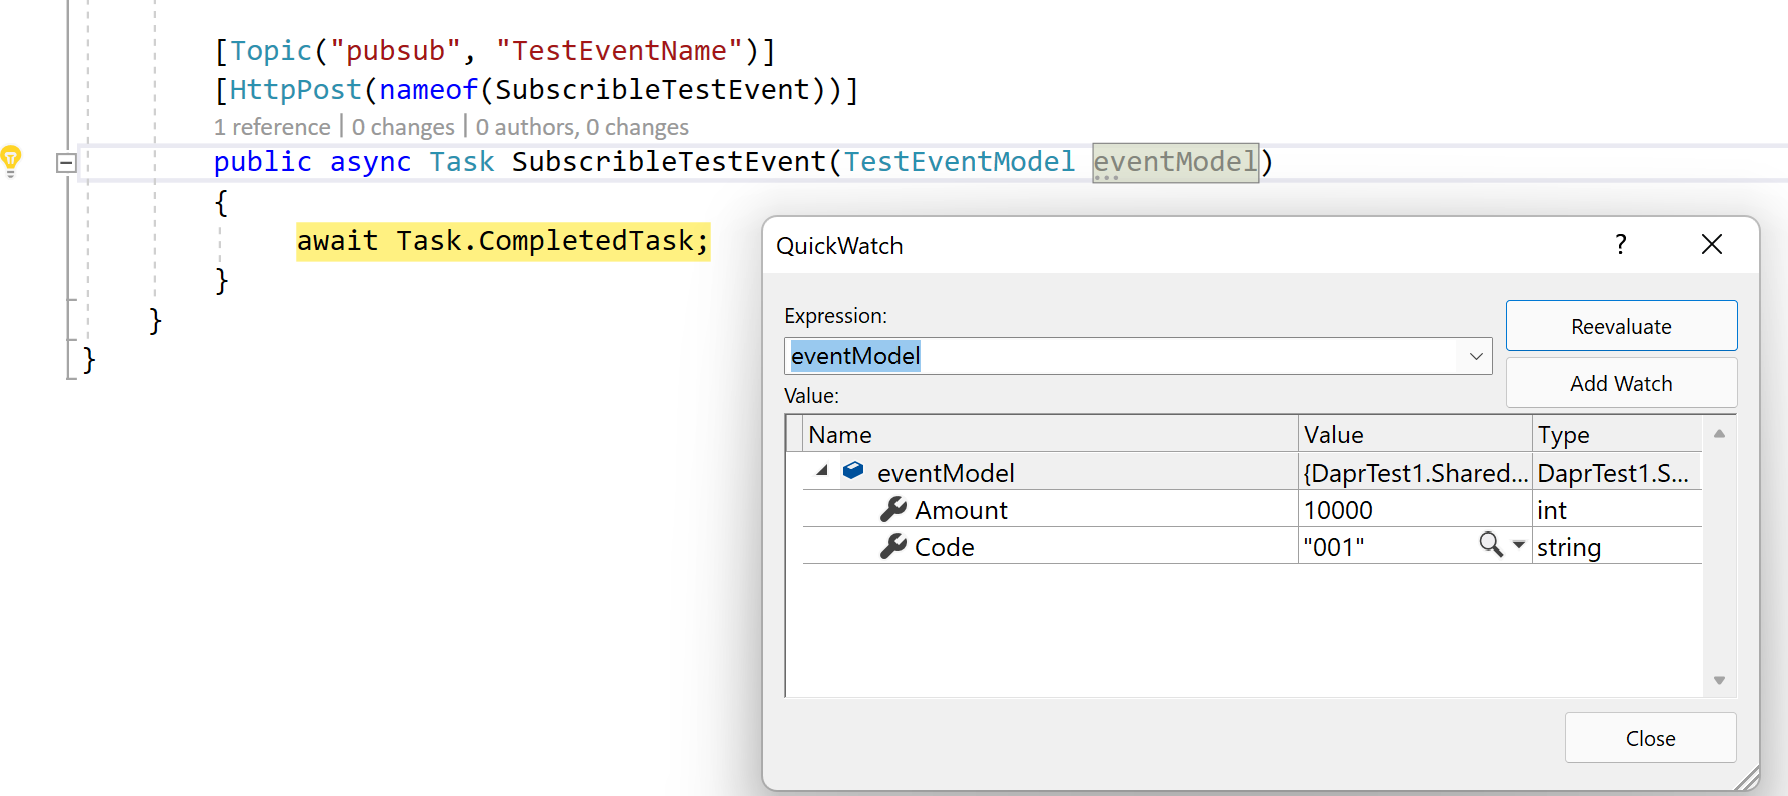 [Topic("pubsub", "TestEventName")]
[HttpPost(nameof(SubscribleTestEvent))]
1 reference | 0 changes | 0 authors, 0 changes
public async Task SubscribleTestEvent(TestEventModel eventModel)
{
await Task.CompletedTask;
}
}
}
QuickWatch ?
Expression:
Reevaluate
eventModel
Add Watch
Value:
Name Value Type
eventModel {DaprTest1.Shared... DaprTest1.S...
Amount 10000 int
Code "001" string
Close